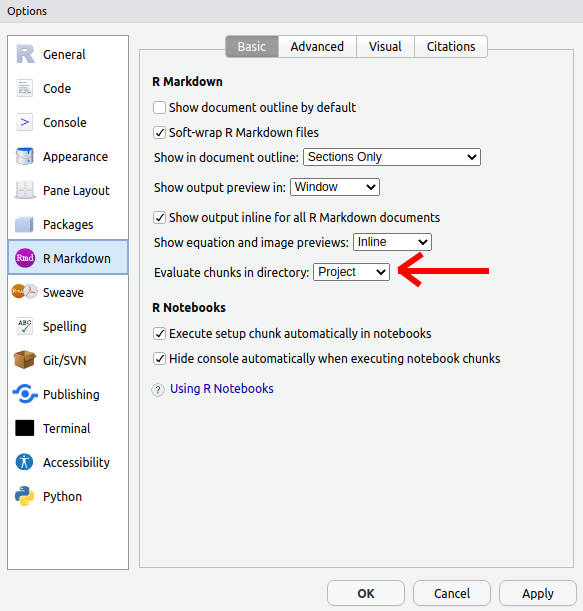 Options
R General
Code
Console
Appearance
Pane Layout
Packages
Rmd R Markdown
Sweave
ABC Spelling
Git/SVN
Publishing
Terminal
Accessibility
Python
Basic Advanced Visual Citations
R Markdown
Show document outline by default
Soft-wrap R Markdown files
Show in document outline: Sections Only
Show output preview in: Window
Show output inline for all R Markdown documents
Show equation and image previews: Inline
Evaluate chunks in directory: Project
R Notebooks
Execute setup chunk automatically in notebooks
Hide console automatically when executing notebook chunks
? Using R Notebooks
OK Cancel Apply